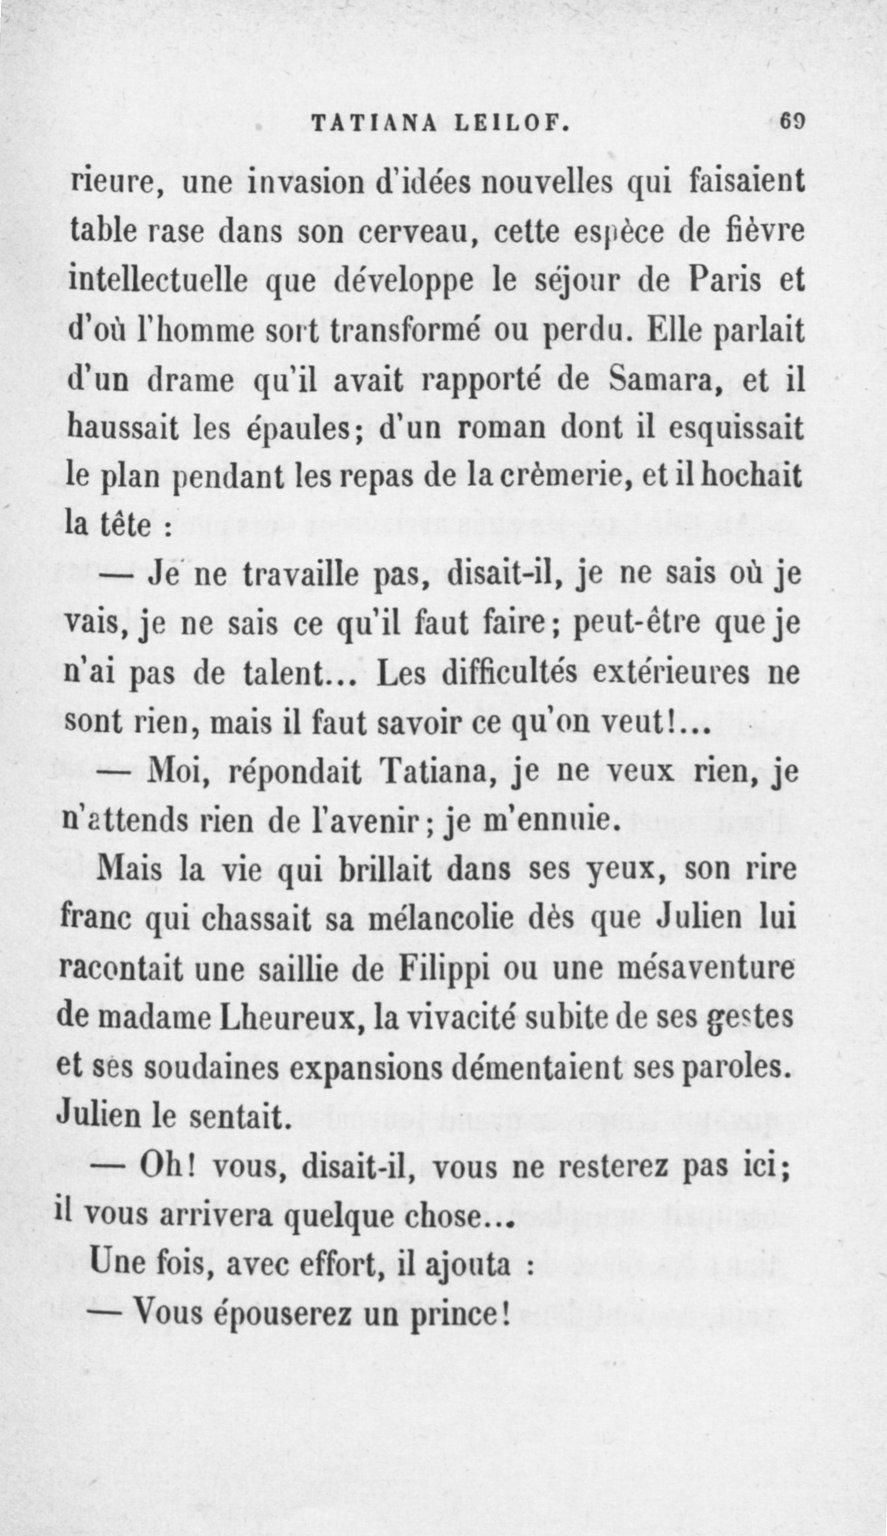 TATIANA LEILOF. 69
rieure, une invasion d'idées nouvelles qui faisaient
table rase dans son cerveau, cette espèce de fièvre
intellectuelle que développe le séjour de Paris et
d'où l'homme sort transformé ou perdu. Elle parlait
d'un drame qu'il avait rapporté de Samara, et il
haussait les épaules; d'un roman dont il esquissait
le plan pendant les repas de la crèmerie, et il hochait
la tête :
— Je ne travaille pas, disait-il, je ne sais où je
vais, je ne sais ce qu'il faut faire; peut-être que je
n'ai pas de talent... Les difficultés extérieures ne
sont rien, mais il faut savoir ce qu'on veut!...
— Moi, répondait Tatiana, je ne veux rien, je
n'attends rien de l'avenir; je m'ennuie.
Mais la vie qui brillait dans ses yeux, son rire
franc qui chassait sa mélancolie dès que Julien lui
racontait une saillie de Filippi ou une mésaventure
de madame Lheureux, la vivacité subite de ses gestes
et ses soudaines expansions démentaient ses paroles.
Julien le sentait.
— Oh! vous, disait-il, vous ne resterez pas ici;
il vous arrivera quelque chose...
Une fois, avec effort, il ajouta :
— Vous épouserez un prince!